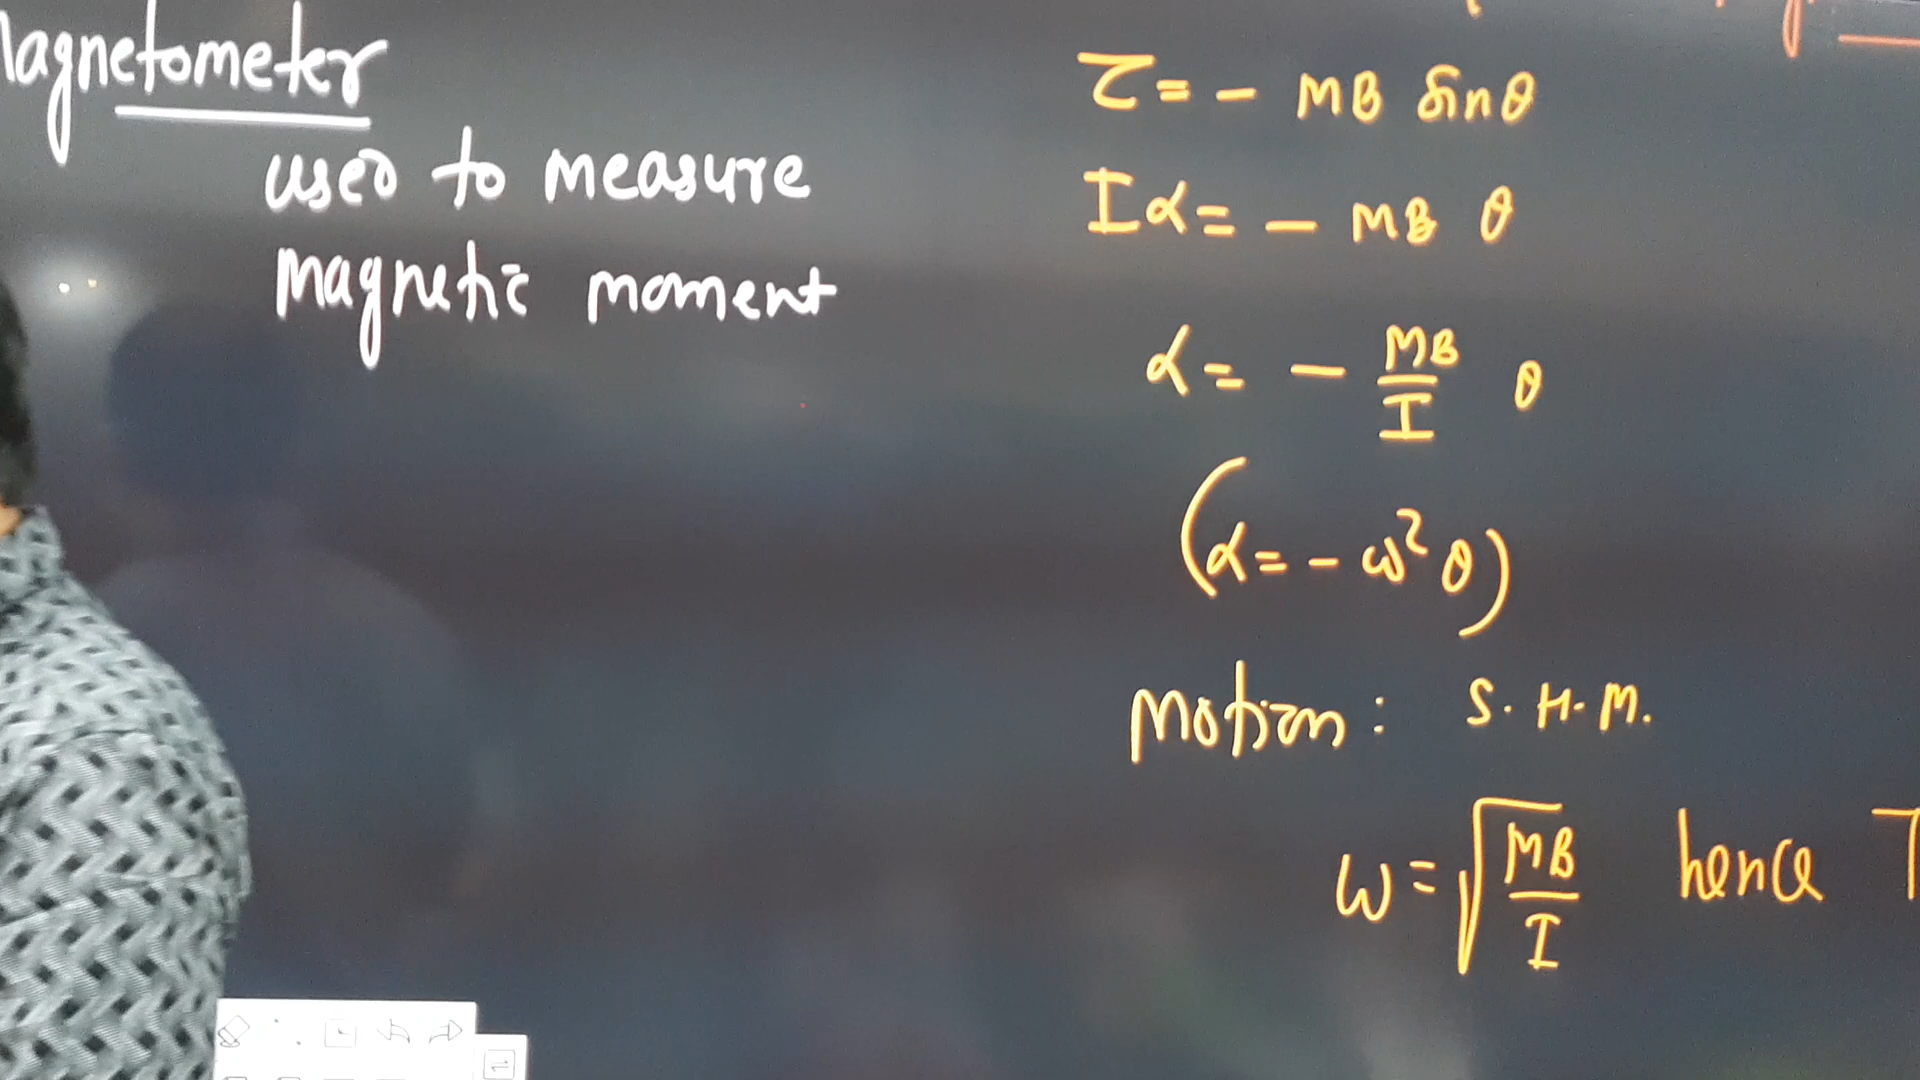 agnetometer
used to measure
magnetic moment
τ = - MB sinθ
Iα = - MB θ
α = - MB/I θ
(α = - ω²θ)
Motion : S.H.M.
ω = √(MB/I) hence T